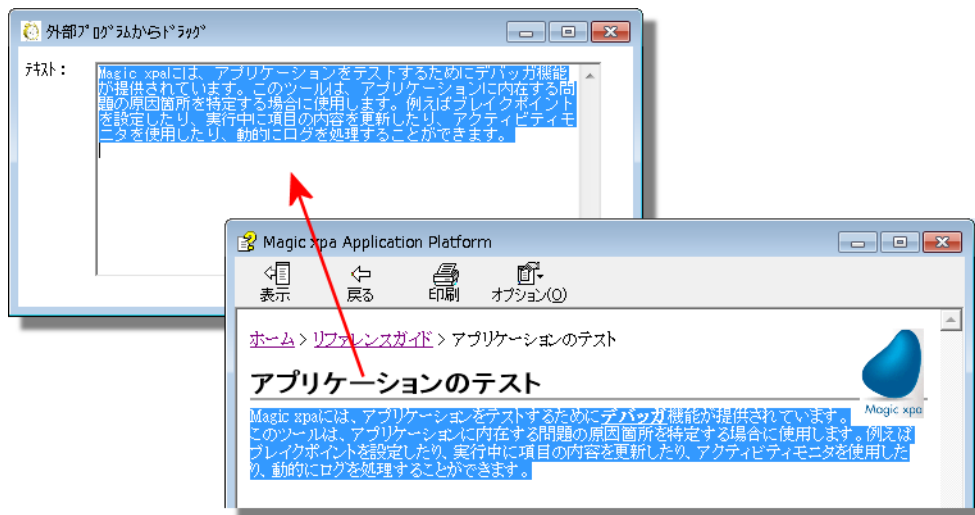 外部ﾌﾟﾛｸﾞﾗﾑからﾄﾞﾗｯｸﾞ
ﾃｷｽﾄ：
Magic xpaには、アプリケーションをテストするためにデバッガ機能
が提供されています。このツールは、アプリケーションに内在する問
題の原因箇所を特定する場合に使用します。例えばブレイクポイント
を設定したり、実行中に項目の内容を更新したり、アクティビティモ
ニタを使用したり、動的にログを処理することができます。
Magic xpa Application Platform
表示 戻る 印刷 オプション(O)
ホーム > リファレンスガイド > アプリケーションのテスト
アプリケーションのテスト
Magic xpa
Magic xpaには、アプリケーションをテストするためにデバッガ機能が提供されています。
このツールは、アプリケーションに内在する問題の原因箇所を特定する場合に使用します。例えば
ブレイクポイントを設定したり、実行中に項目の内容を更新したり、アクティビティモニタを使用した
り、動的にログを処理することができます。